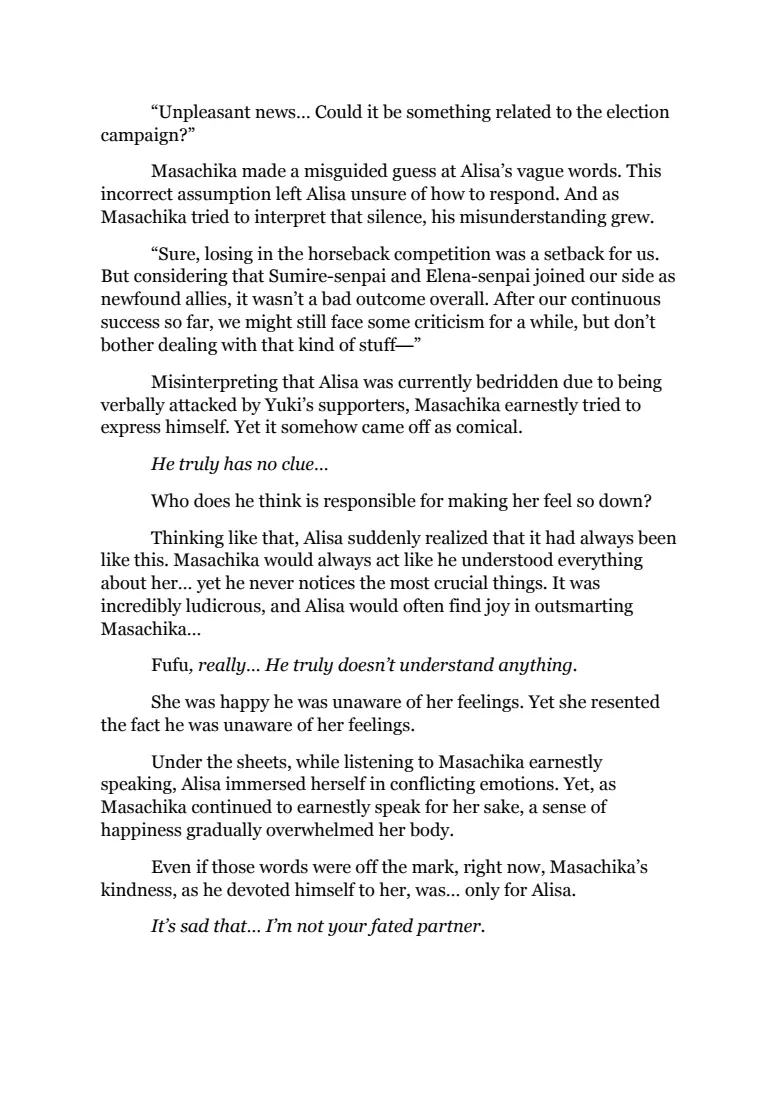 “Unpleasant news... Could it be something related to the election
campaign?”
Masachika made a misguided guess at Alisa’s vague words. This
incorrect assumption left Alisa unsure of how to respond. And as
Masachika tried to interpret that silence, his misunderstanding grew.
“Sure, losing in the horseback competition was a setback for us.
But considering that Sumire-senpai and Elena-senpai joined our side as
newfound allies, it wasn’t a bad outcome overall. After our continuous
success so far, we might still face some criticism for a while, but don’t
bother dealing with that kind of stuff—”
Misinterpreting that Alisa was currently bedridden due to being
verbally attacked by Yuki’s supporters, Masachika earnestly tried to
express himself. Yet it somehow came off as comical.
He truly has no clue...
Who does he think is responsible for making her feel so down?
Thinking like that, Alisa suddenly realized that it had always been
like this. Masachika would always act like he understood everything
about her... yet he never notices the most crucial things. It was
incredibly ludicrous, and Alisa would often find joy in outsmarting
Masachika...
Fufu, really... He truly doesn’t understand anything.
She was happy he was unaware of her feelings. Yet she resented
the fact he was unaware of her feelings.
Under the sheets, while listening to Masachika earnestly
speaking, Alisa immersed herself in conflicting emotions. Yet, as
Masachika continued to earnestly speak for her sake, a sense of
happiness gradually overwhelmed her body.
Even if those words were off the mark, right now, Masachika’s
kindness, as he devoted himself to her, was... only for Alisa.
It’s sad that... I’m not your fated partner.